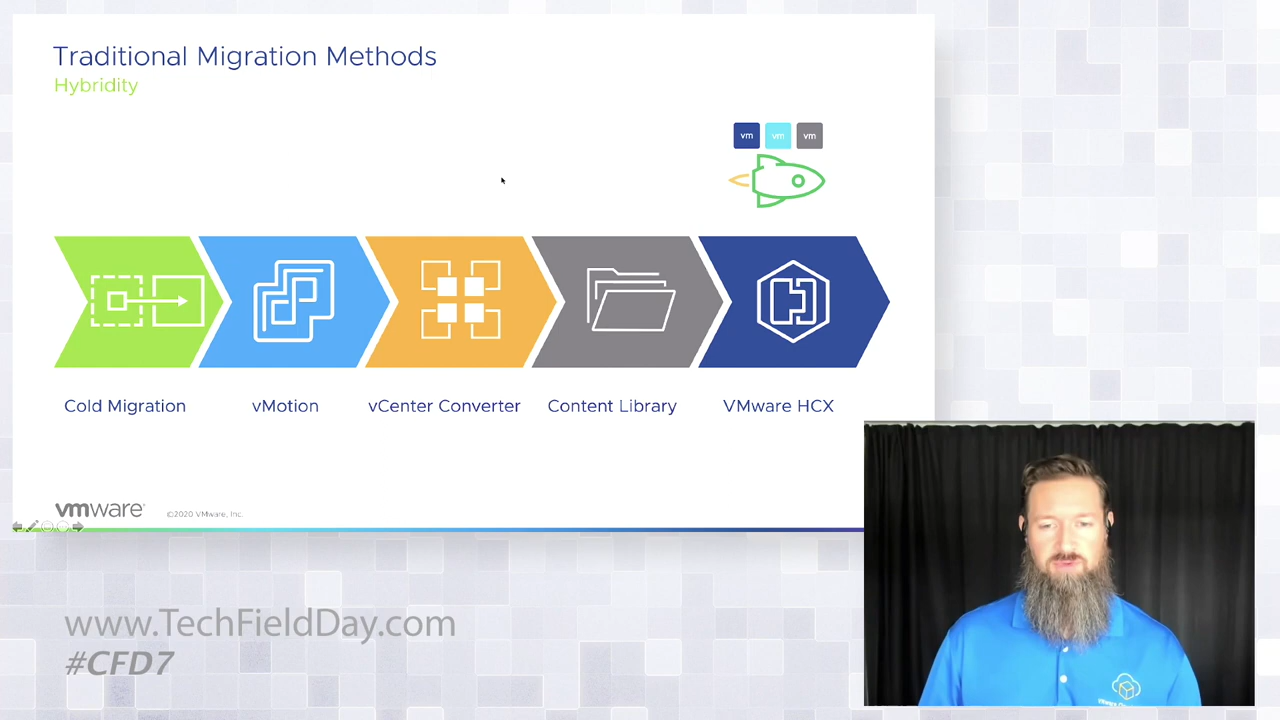 Traditional Migration Methods
Hybridity
vm vm vm
Cold Migration
vMotion
vCenter Converter
Content Library
VMware HCX
vmware
©2020 VMware, Inc.
www.TechFieldDay.com
#CFD7